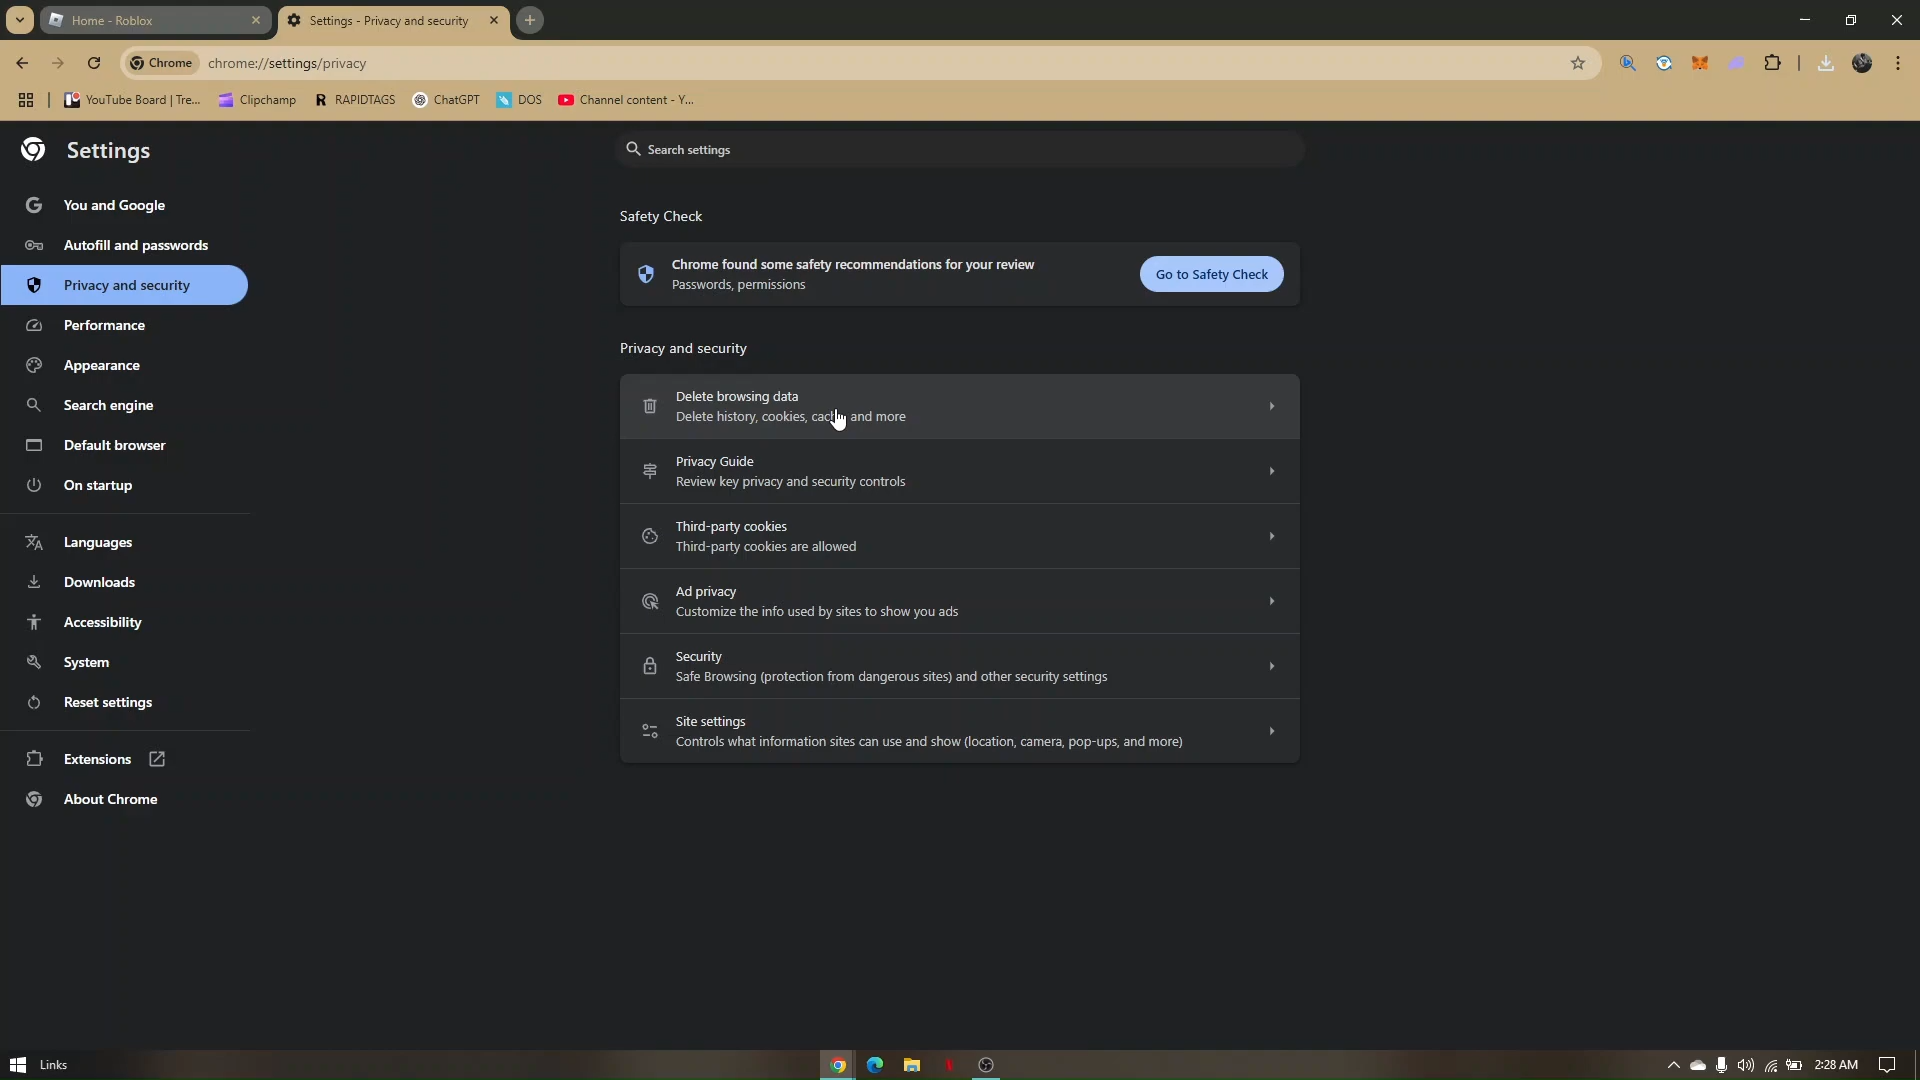 Home - Roblox
Settings - Privacy and security
Chrome
chrome://settings/privacy
YouTube Board | Tre...
Clipchamp
RAPIDTAGS
ChatGPT
DOS
Channel content - Y...
Settings
Search settings
You and Google
Autofill and passwords
Privacy and security
Performance
Appearance
Search engine
Default browser
On startup
Languages
Downloads
Accessibility
System
Reset settings
Extensions
About Chrome
Safety Check
Chrome found some safety recommendations for your review
Passwords, permissions
Go to Safety Check
Privacy and security
Delete browsing data
Delete history, cookies, cache, and more
Privacy Guide
Review key privacy and security controls
Third-party cookies
Third-party cookies are allowed
Ad privacy
Customize the info used by sites to show you ads
Security
Safe Browsing (protection from dangerous sites) and other security settings
Site settings
Controls what information sites can use and show (location, camera, pop-ups, and more)
Links
2:28 AM